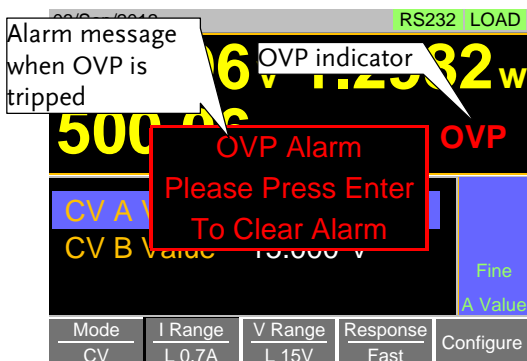 RS232 LOAD
Alarm message
when OVP is
tripped
OVP indicator
OVP
OVP Alarm
Please Press Enter
To Clear Alarm
CV A
CV B Value
Fine
A Value
Mode
CV
I Range
L 0.7A
V Range
L 15V
Response
Fast
Configure